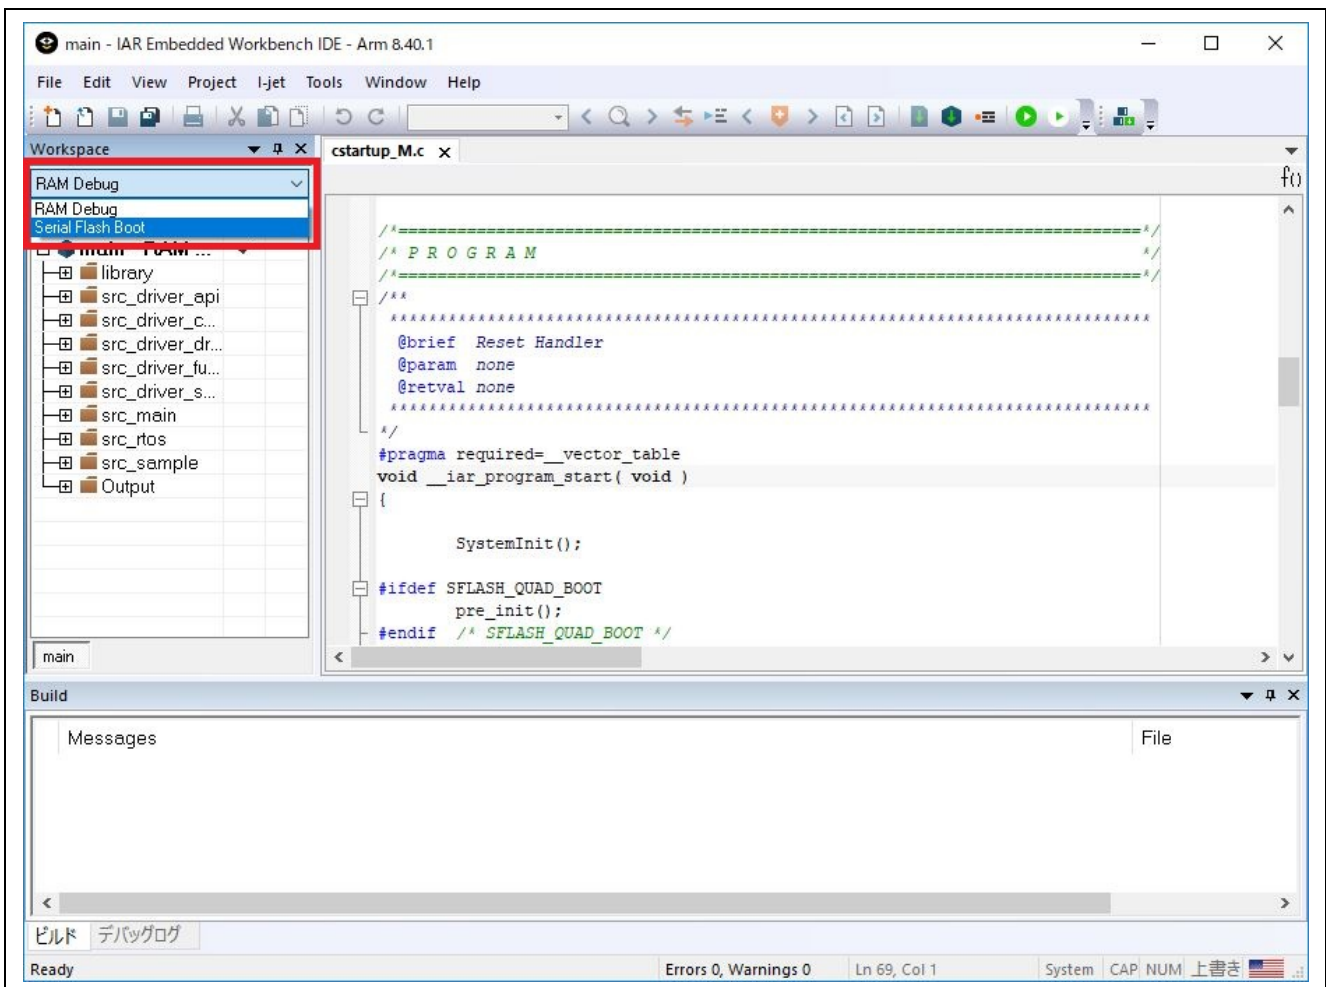 main - IAR Embedded Workbench IDE - Arm 8.40.1
File Edit View Project I-jet Tools Window Help
Workspace
cstartup_M.c
RAM Debug
RAM Debug
Serial Flash Boot
library
src_driver_api
src_driver_c...
src_driver_dr...
src_driver_fu...
src_driver_s...
src_main
src_rtos
src_sample
Output
main
f()
/*============================================================================*/
/* P R O G R A M */
/*============================================================================*/
/**
******************************************************************************
@brief Reset Handler
@param none
@retval none
******************************************************************************
*/
#pragma required=__vector_table
void __iar_program_start( void )
{
SystemInit();
#ifdef SFLASH_QUAD_BOOT
pre_init();
#endif /* SFLASH_QUAD_BOOT */
Build
Messages File
ビルド デバッグログ
Ready Errors 0, Warnings 0 Ln 69, Col 1 System CAP NUM 上書き